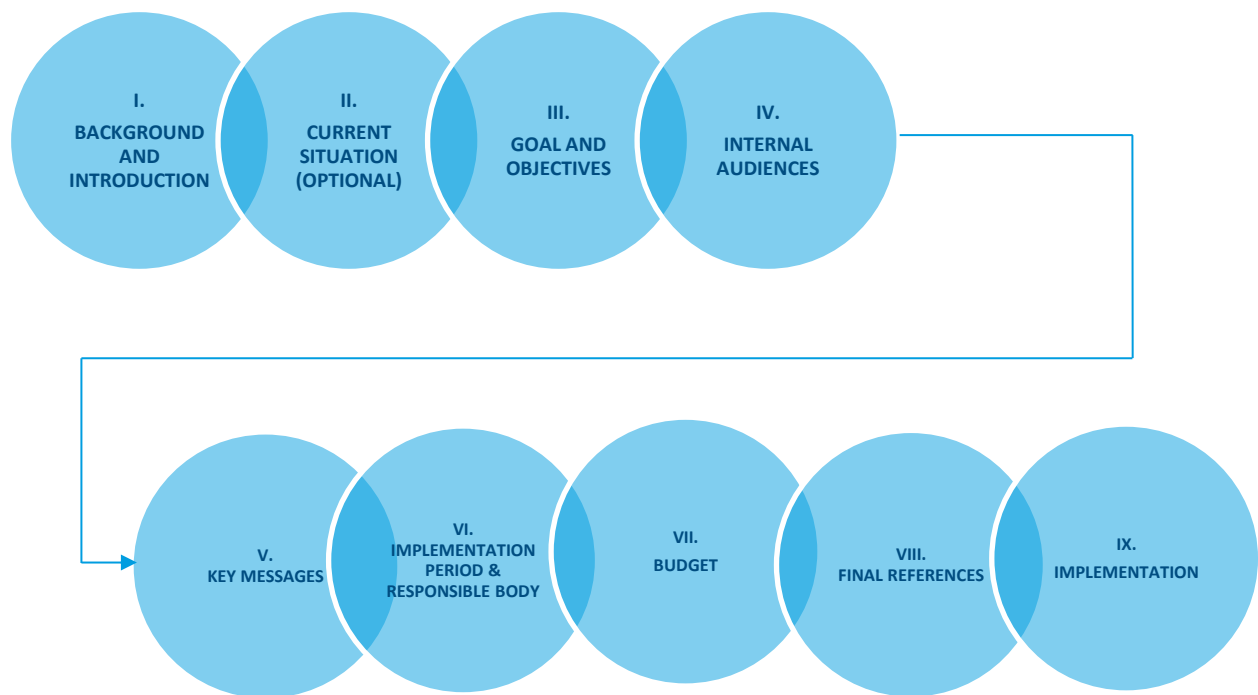 I.
BACKGROUND
AND
INTRODUCTION
II.
CURRENT
SITUATION
(OPTIONAL)
III.
GOAL AND
OBJECTIVES
IV.
INTERNAL
AUDIENCES
V.
KEY MESSAGES
VI.
IMPLEMENTATION
PERIOD &
RESPONSIBLE BODY
VII.
BUDGET
VIII.
FINAL REFERENCES
IX.
IMPLEMENTATION